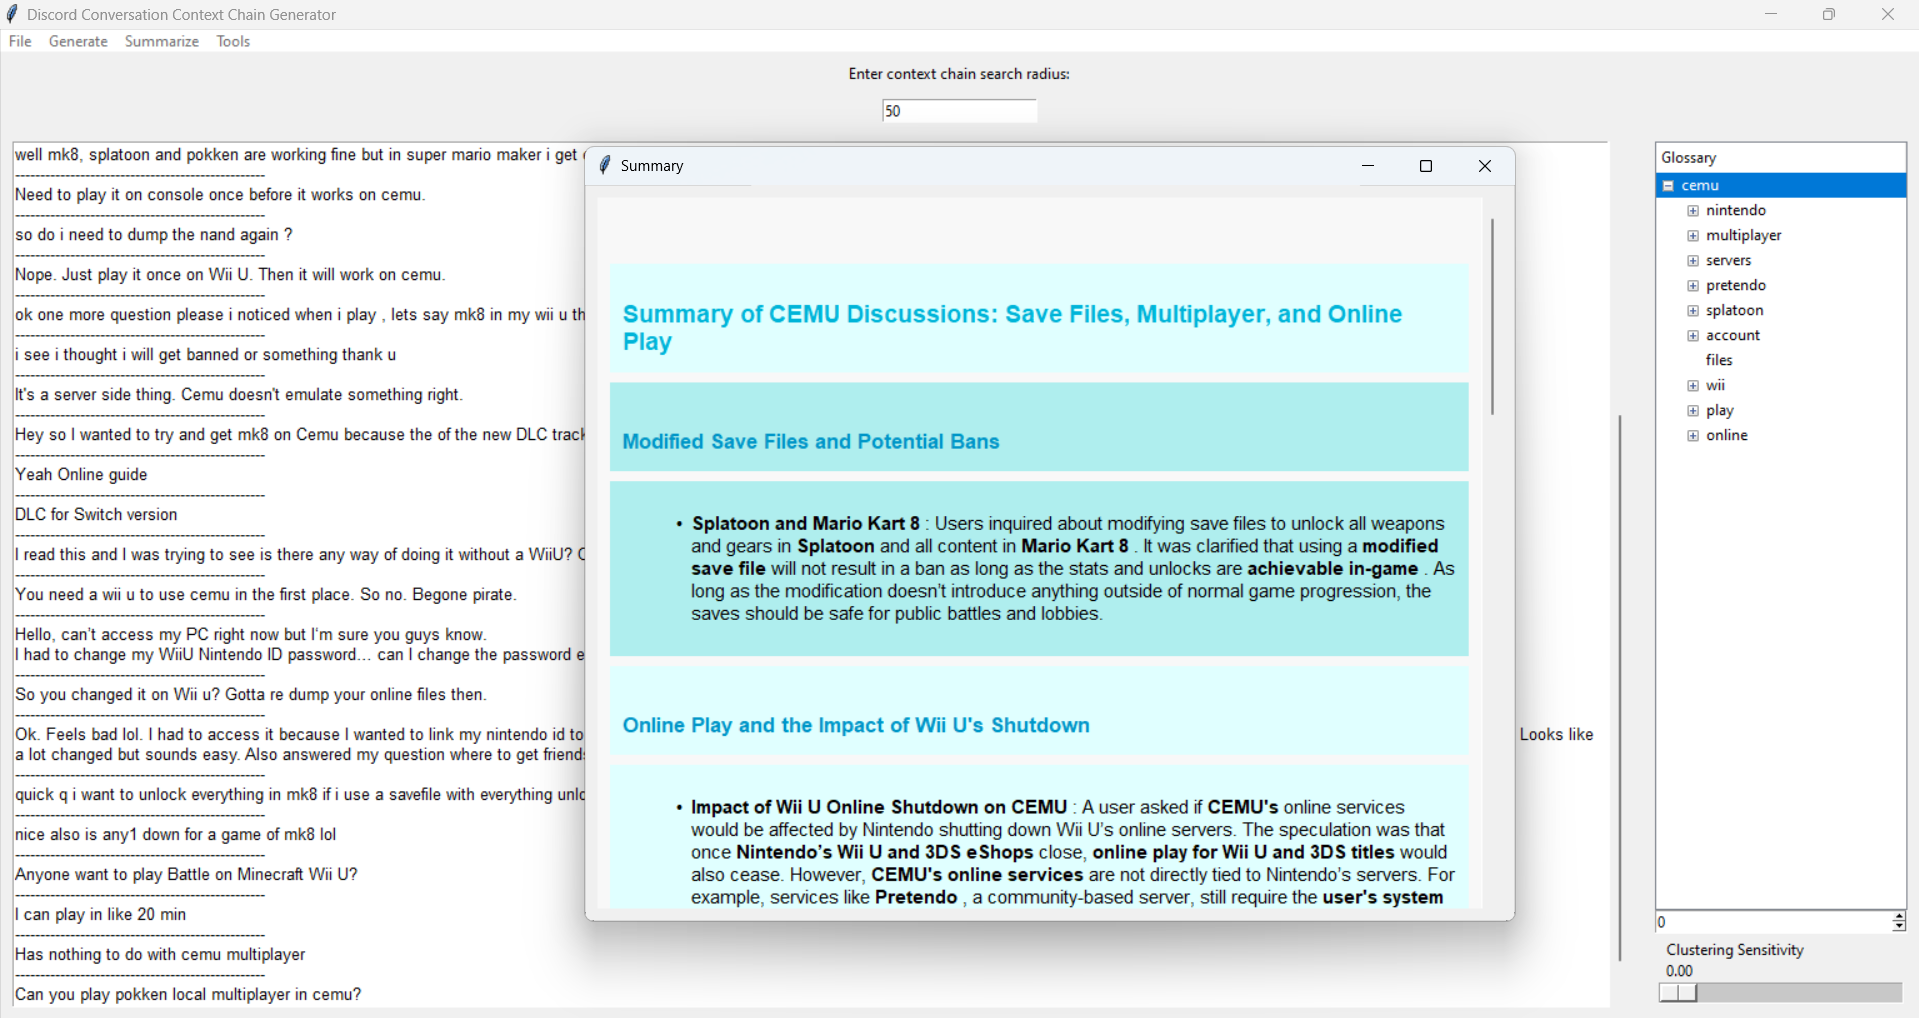 Discord Conversation Context Chain Generator
File Generate Summarize Tools
Enter context chain search radius:
50
well mk8, splatoon and pokken are working fine but in super mario maker i get
----------------------------------------
Need to play it on console once before it works on cemu.
----------------------------------------
so do i need to dump the nand again ?
----------------------------------------
Nope. Just play it once on Wii U. Then it will work on cemu.
----------------------------------------
ok one more question please i noticed when i play , lets say mk8 in my wii u th
----------------------------------------
i see i thought i will get banned or something thank u
----------------------------------------
It's a server side thing. Cemu doesn't emulate something right.
----------------------------------------
Hey so I wanted to try and get mk8 on Cemu because the of the new DLC track
----------------------------------------
Yeah Online guide
----------------------------------------
DLC for Switch version
----------------------------------------
I read this and I was trying to see is there any way of doing it without a WiiU?
----------------------------------------
You need a wii u to use cemu in the first place. So no. Begone pirate.
----------------------------------------
Hello, can't access my PC right now but I'm sure you guys know.
I had to change my WiiU Nintendo ID password... can I change the password e
----------------------------------------
So you changed it on Wii u? Gotta re dump your online files then.
----------------------------------------
Ok. Feels bad lol. I had to access it because I wanted to link my nintendo id to
Looks like
a lot changed but sounds easy. Also answered my question where to get friend
----------------------------------------
quick q i want to unlock everything in mk8 if i use a savefile with everything unlo
----------------------------------------
nice also is any1 down for a game of mk8 lol
----------------------------------------
Anyone want to play Battle on Minecraft Wii U?
----------------------------------------
I can play in like 20 min
----------------------------------------
Has nothing to do with cemu multiplayer
----------------------------------------
Can you play pokken local multiplayer in cemu?
Summary
Summary of CEMU Discussions: Save Files, Multiplayer, and Online
Play
Modified Save Files and Potential Bans
• Splatoon and Mario Kart 8 : Users inquired about modifying save files to unlock all weapons
and gears in Splatoon and all content in Mario Kart 8 . It was clarified that using a modified
save file will not result in a ban as long as the stats and unlocks are achievable in-game . As
long as the modification doesn't introduce anything outside of normal game progression, the
saves should be safe for public battles and lobbies.
Online Play and the Impact of Wii U's Shutdown
• Impact of Wii U Online Shutdown on CEMU : A user asked if CEMU's online services
would be affected by Nintendo shutting down Wii U's online servers. The speculation was that
once Nintendo's Wii U and 3DS eShops close, online play for Wii U and 3DS titles would
also cease. However, CEMU's online services are not directly tied to Nintendo's servers. For
example, services like Pretendo , a community-based server, still require the user's system
Glossary
cemu
nintendo
multiplayer
servers
pretendo
splatoon
account
files
wii
play
online
0
Clustering Sensitivity
0.00